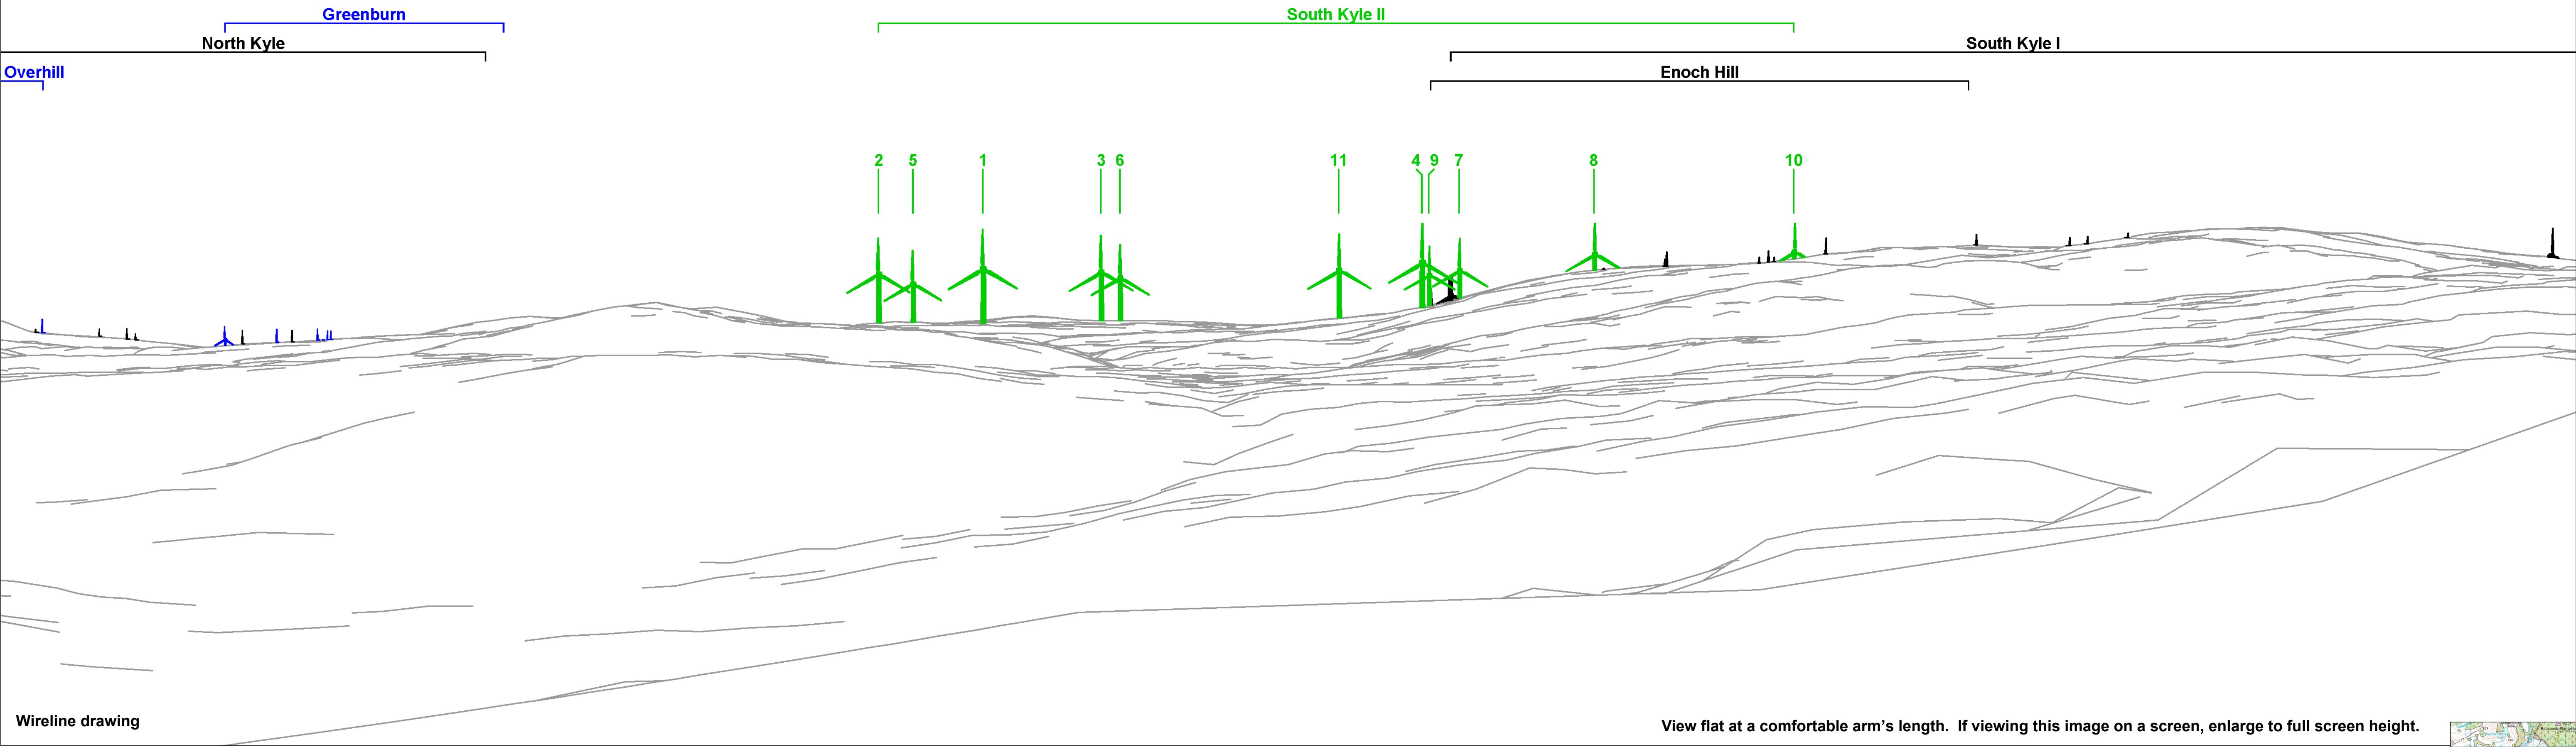 Greenburn
South Kyle II
North Kyle
South Kyle I
Overhill
Enoch Hill
2 5 1 3 6 11 4 9 7 8 10
Wireline drawing
View flat at a comfortable arm's length.  If viewing this image on a screen, enlarge to full screen height.